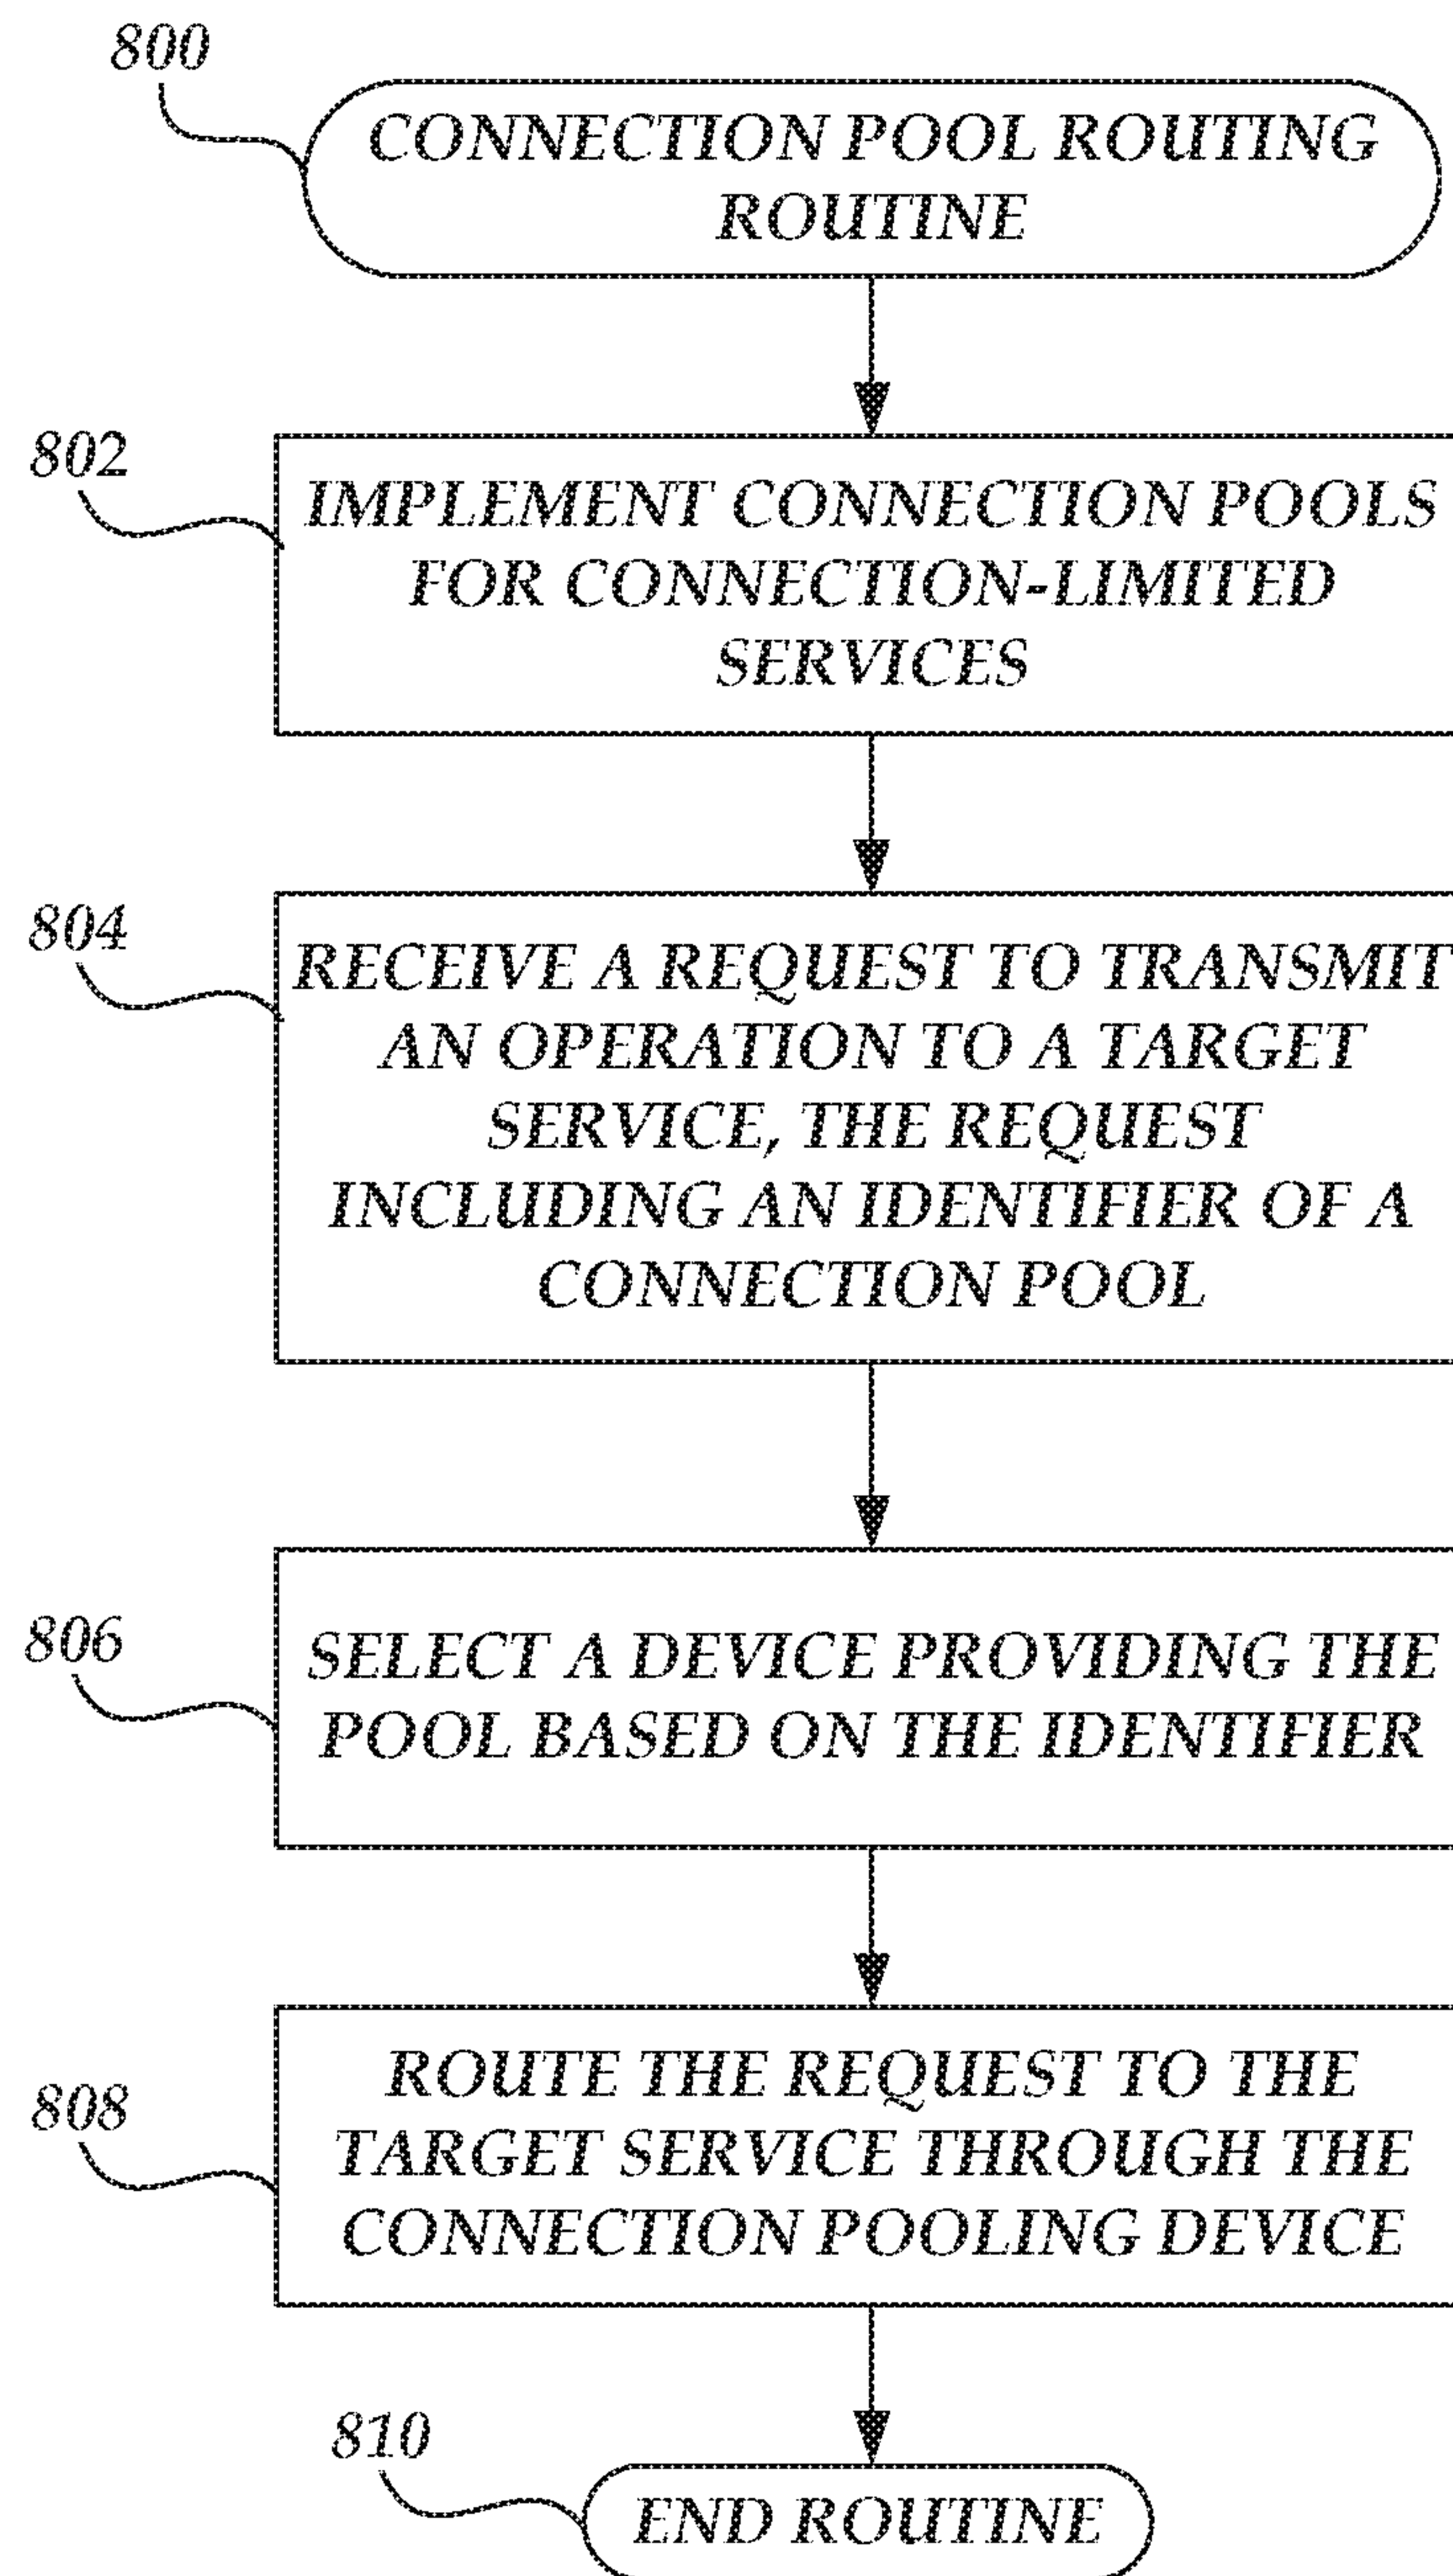 800
CONNECTION POOL ROUTING
ROUTINE
802
IMPLEMENT CONNECTION POOLS
FOR CONNECTION-LIMITED
SERVICES
804
RECEIVE A REQUEST TO TRANSMIT
AN OPERATION TO A TARGET
SERVICE, THE REQUEST
INCLUDING AN IDENTIFIER OF A
CONNECTION POOL
806
SELECT A DEVICE PROVIDING THE
POOL BASED ON THE IDENTIFIER
808
ROUTE THE REQUEST TO THE
TARGET SERVICE THROUGH THE
CONNECTION POOLING DEVICE
810
END ROUTINE